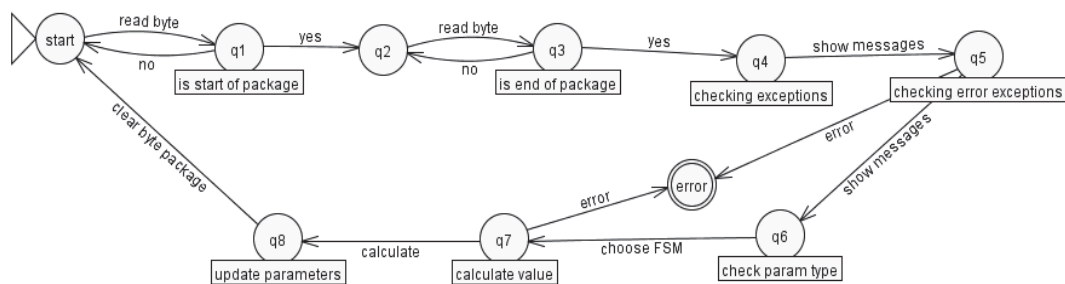 start
read byte
no
q1
is start of package
yes
q2
read byte
no
q3
is end of package
yes
q4
checking exceptions
show messages
q5
checking error exceptions
error
show messages
clear byte package
error
error
q8
update parameters
calculate
q7
calculate value
choose FSM
q6
check param type